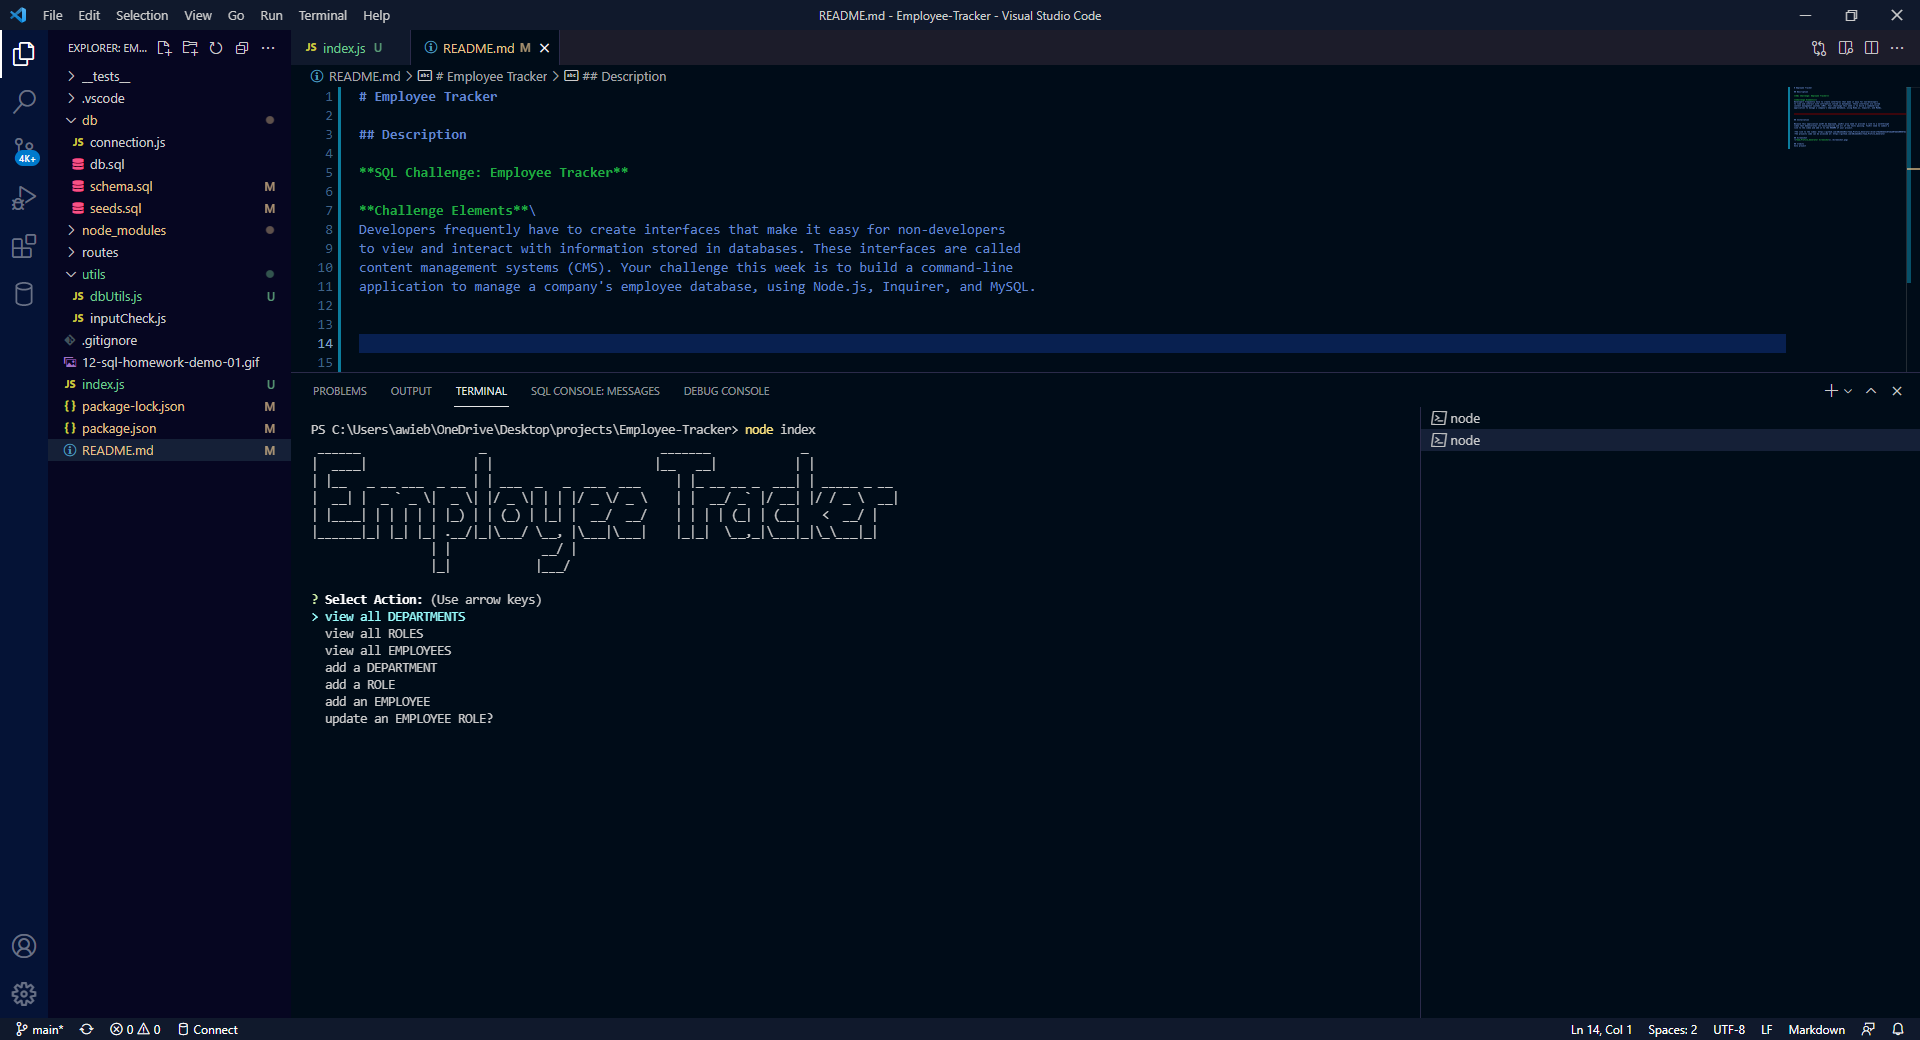 File Edit Selection View Go Run Terminal Help
README.md - Employee-Tracker - Visual Studio Code
EXPLORER: EM...
__tests__
.vscode
db
JS connection.js
db.sql
schema.sql M
seeds.sql M
node_modules
routes
utils
JS dbUtils.js U
JS inputCheck.js
.gitignore
12-sql-homework-demo-01.gif
JS index.js U
{} package-lock.json M
{} package.json M
README.md M
4K+
JS index.js U
README.md M
README.md > # Employee Tracker > ## Description
1 # Employee Tracker
2
3 ## Description
4
5 **SQL Challenge: Employee Tracker**
6
7 **Challenge Elements**\
8 Developers frequently have to create interfaces that make it easy for non-developers
9 to view and interact with information stored in databases. These interfaces are called
10 content management systems (CMS). Your challenge this week is to build a command-line
11 application to manage a company's employee database, using Node.js, Inquirer, and MySQL.
12
13
14
15
PROBLEMS OUTPUT TERMINAL SQL CONSOLE: MESSAGES DEBUG CONSOLE
PS C:\Users\awieb\OneDrive\Desktop\projects\Employee-Tracker> node index
Employee Tracker
? Select Action: (Use arrow keys)
> view all DEPARTMENTS
view all ROLES
view all EMPLOYEES
add a DEPARTMENT
add a ROLE
add an EMPLOYEE
update an EMPLOYEE ROLE?
node
node
main* 0 0 Connect
Ln 14, Col 1 Spaces: 2 UTF-8 LF Markdown